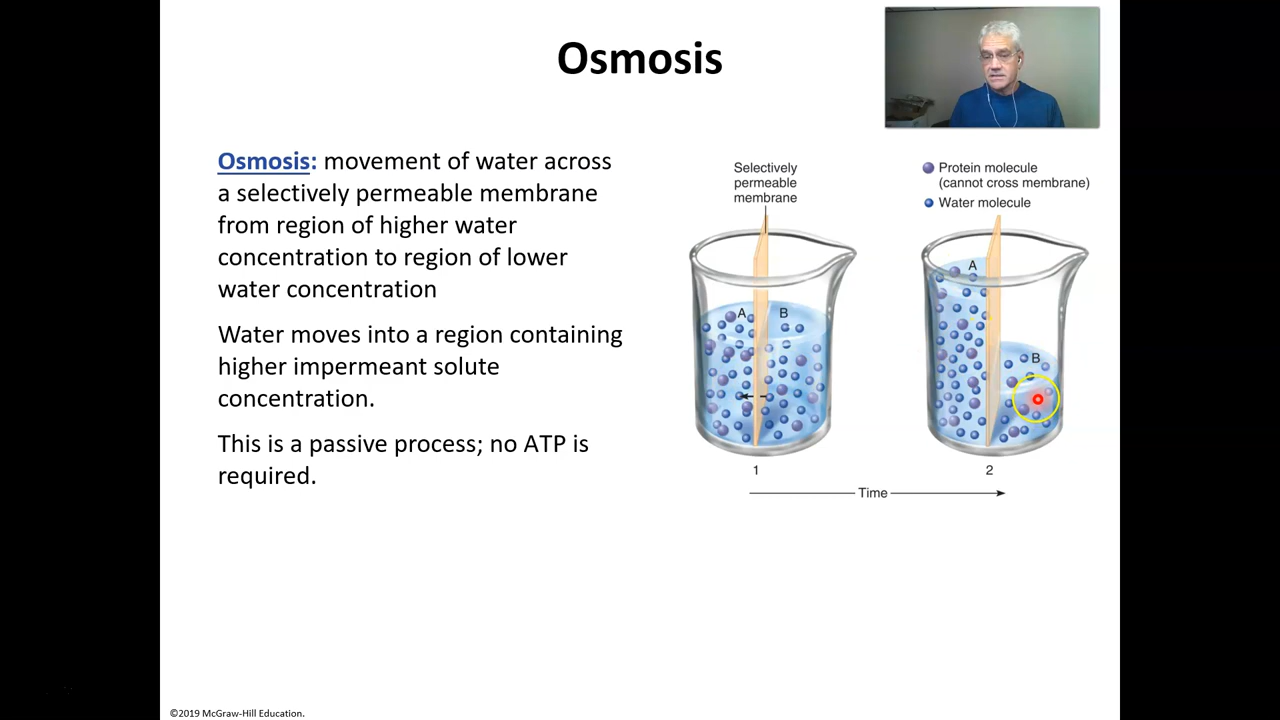 Osmosis
Osmosis: movement of water across
a selectively permeable membrane
from region of higher water
concentration to region of lower
water concentration
Water moves into a region containing
higher impermeant solute
concentration.
This is a passive process; no ATP is
required.
Selectively
permeable
membrane
Protein molecule
(cannot cross membrane)
Water molecule
A
B
A
B
1
2
Time
©2019 McGraw-Hill Education.